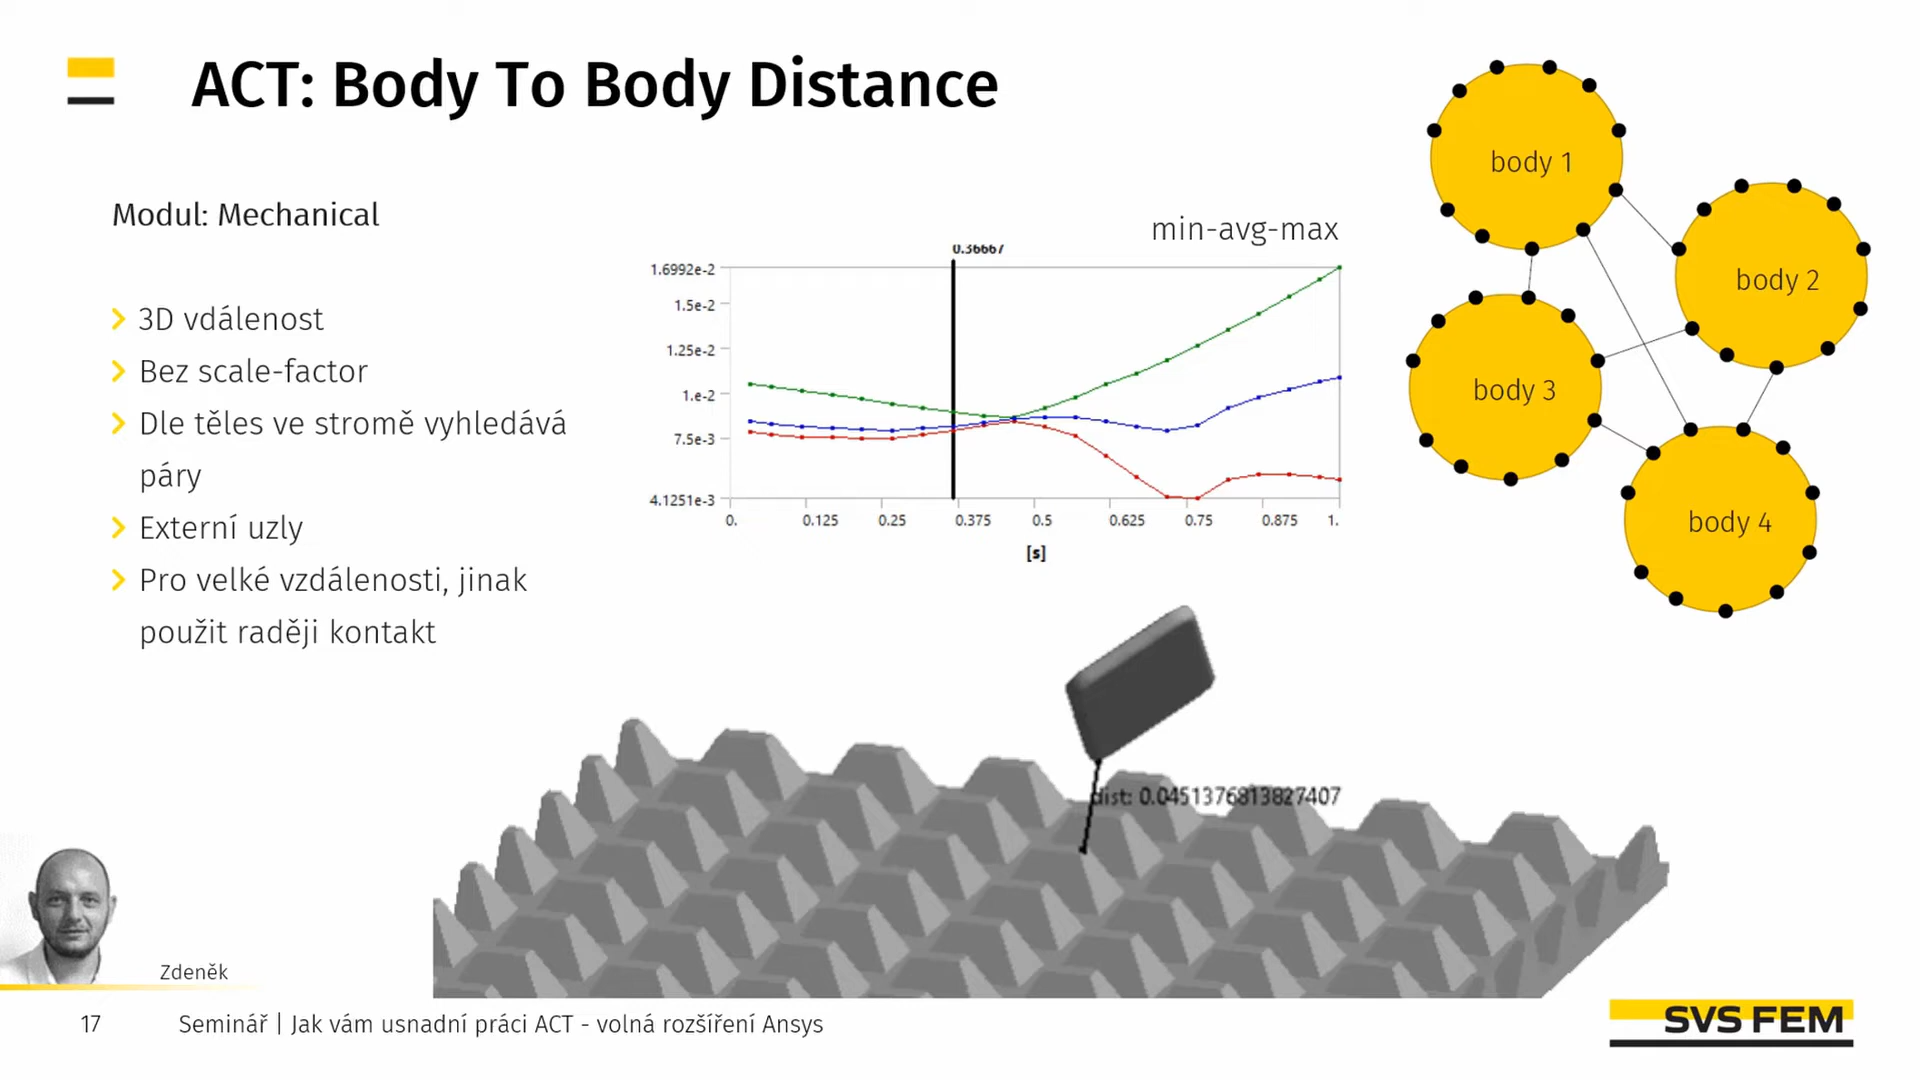 ACT: Body To Body Distance
Modul: Mechanical
3D vdálenost
Bez scale-factor
Dle těles ve stromě vyhledává
páry
Externí uzly
Pro velké vzdálenosti, jinak
použit raději kontakt
min-avg-max
0.36667
1.6992e-2
1.5e-2
1.25e-2
1.e-2
7.5e-3
4.1251e-3
0. 0.125 0.25 0.375 0.5 0.625 0.75 0.875 1.
[s]
body 1
body 2
body 3
body 4
dist: 0.0451376813827407
Zdeněk
17 Seminář | Jak vám usnadní práci ACT - volná rozšíření Ansys
SVS FEM